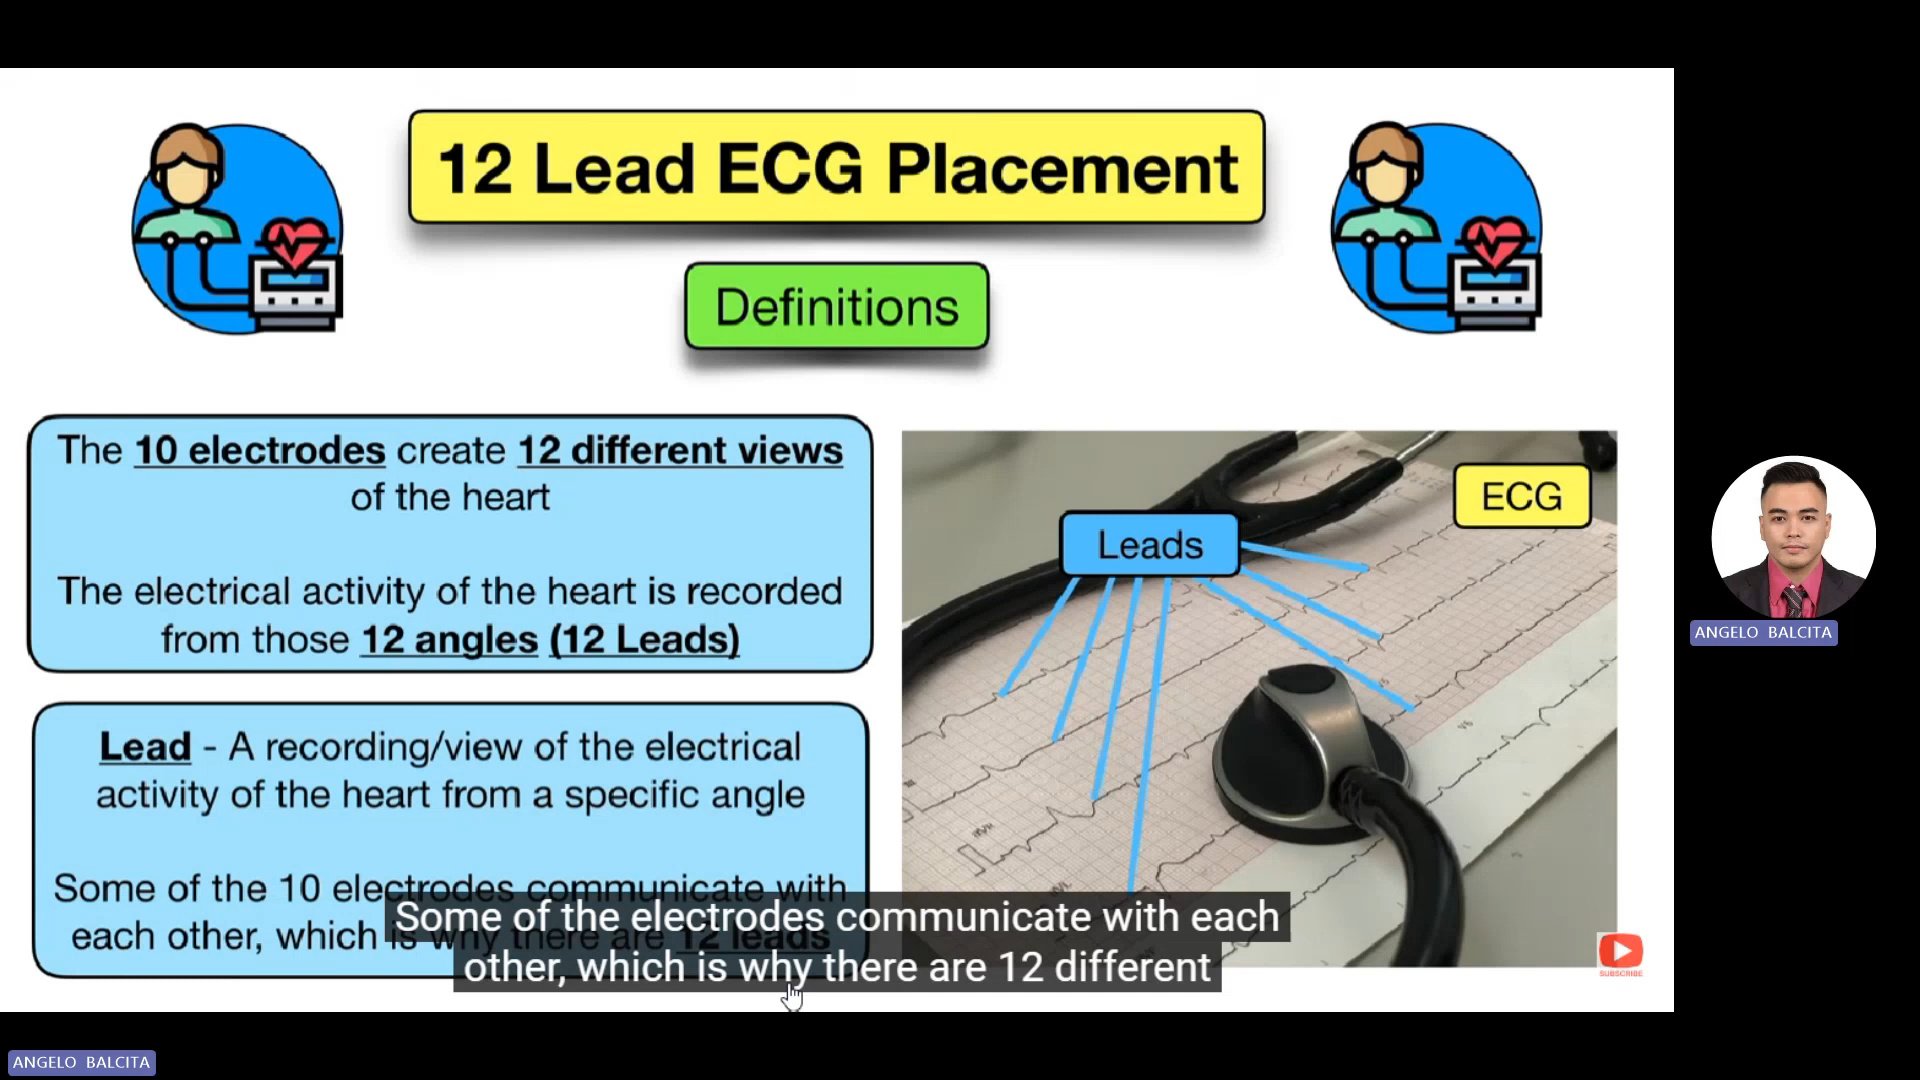 12 Lead ECG Placement
Definitions
The 10 electrodes create 12 different views
of the heart
The electrical activity of the heart is recorded
from those 12 angles (12 Leads)
Lead - A recording/view of the electrical
activity of the heart from a specific angle
Some of the 10 electrodes communicate with
each other, which is why there are 12 leads
ECG
Leads
V6
Some of the electrodes communicate with each
other, which is why there are 12 different
SUBSCRIBE
ANGELO BALCITA
ANGELO BALCITA